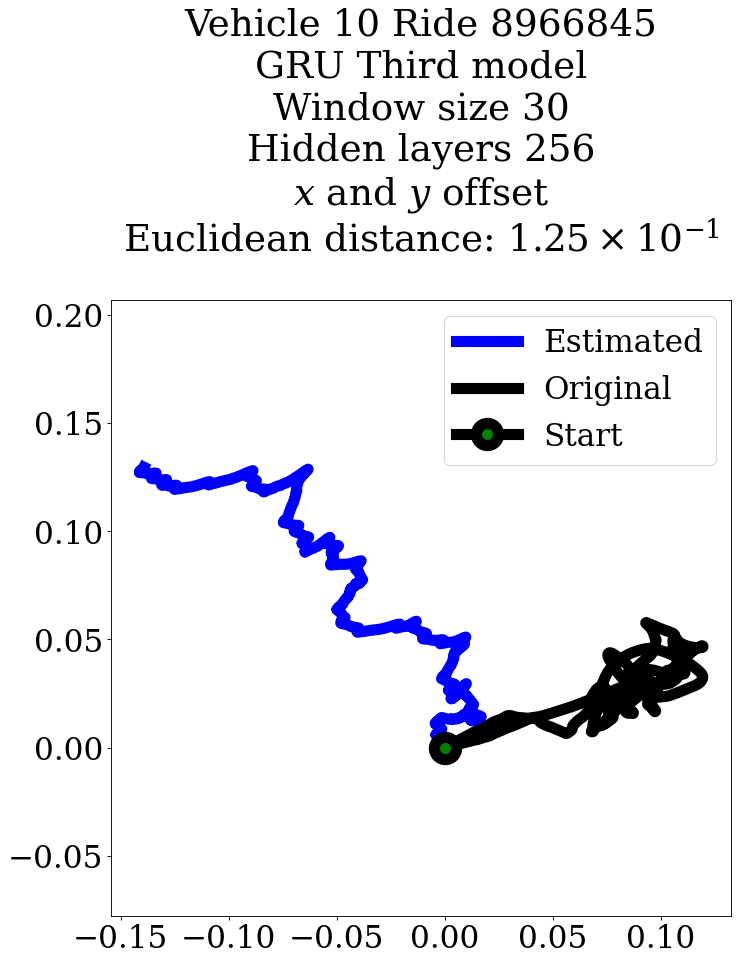 Vehicle 10 Ride 8966845
GRU Third model
Window size 30
Hidden layers 256
x and y offset
Euclidean distance: 1.25 × 10⁻¹
Estimated
Original
Start
0.20
0.15
0.10
0.05
0.00
−0.05
−0.15 −0.10 −0.05 0.00 0.05 0.10